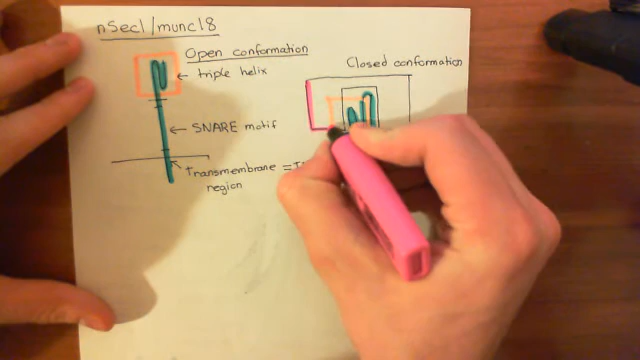 nSec1/munc18
Open conformation
Closed conformation
← triple helix
← SNARE motif
Transmembrane =
region